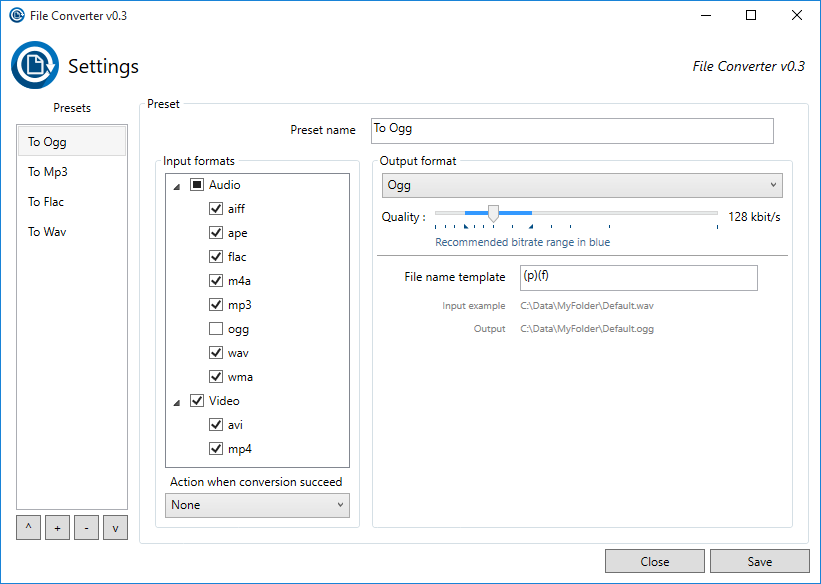 File Converter v0.3
Settings
File Converter v0.3
Presets
To Ogg
To Mp3
To Flac
To Wav
^ + - v
Preset
Preset name To Ogg
Input formats
Audio
aiff
ape
flac
m4a
mp3
ogg
wav
wma
Video
avi
mp4
Action when conversion succeed
None
Output format
Ogg
Quality : 128 kbit/s
Recommended bitrate range in blue
File name template (p)(f)
Input example C:\Data\MyFolder\Default.wav
Output C:\Data\MyFolder\Default.ogg
Close Save